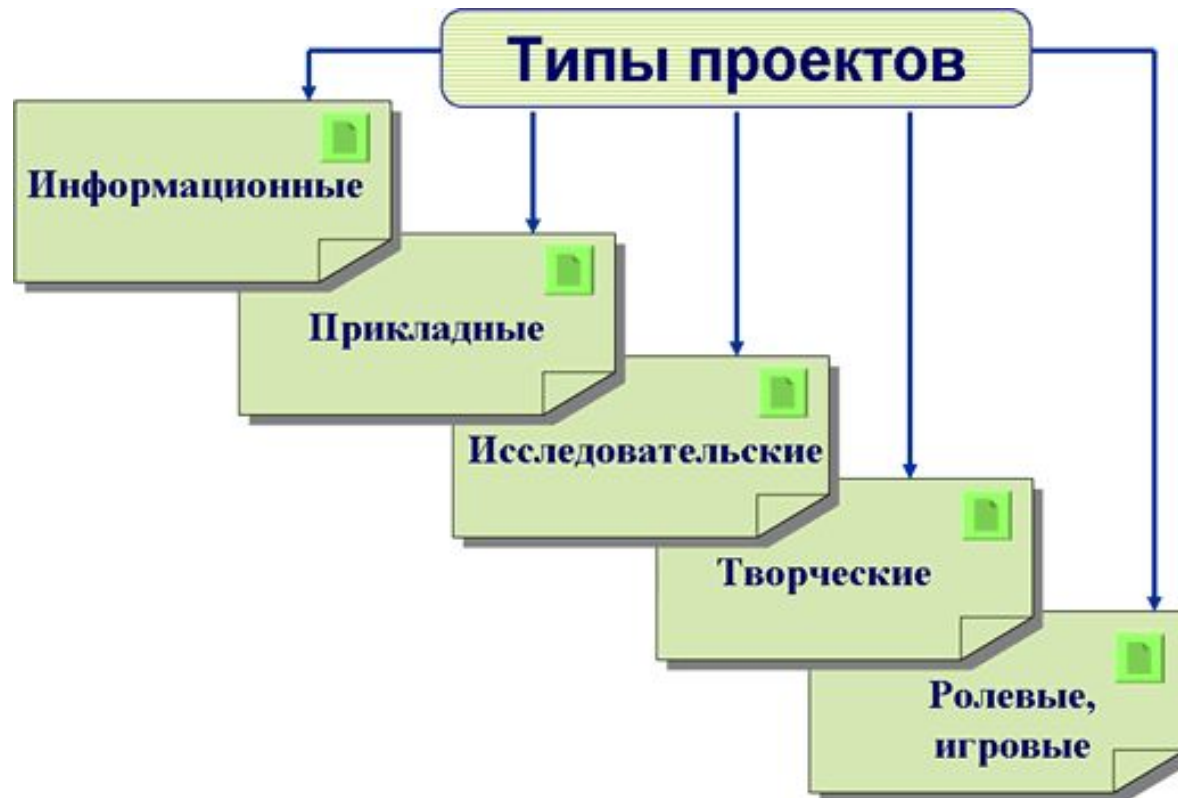 Типы проектов
Информационные
Прикладные
Исследовательские
Творческие
Ролевые,
игровые